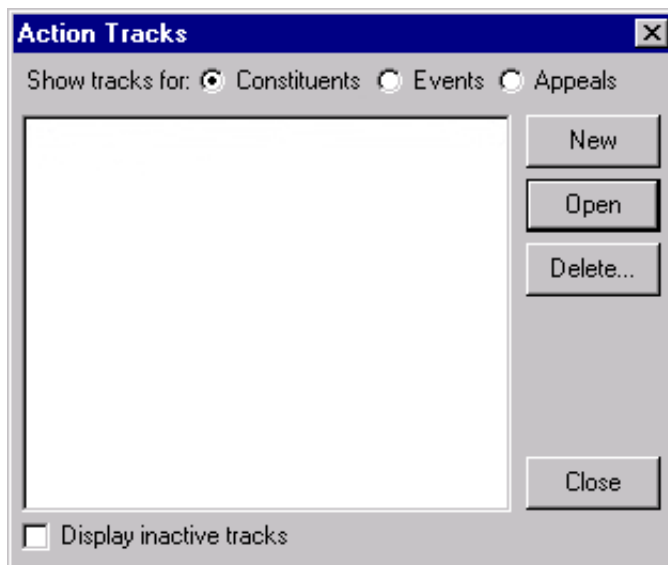 Action Tracks
Show tracks for: Constituents Events Appeals
New
Open
Delete...
Close
Display inactive tracks